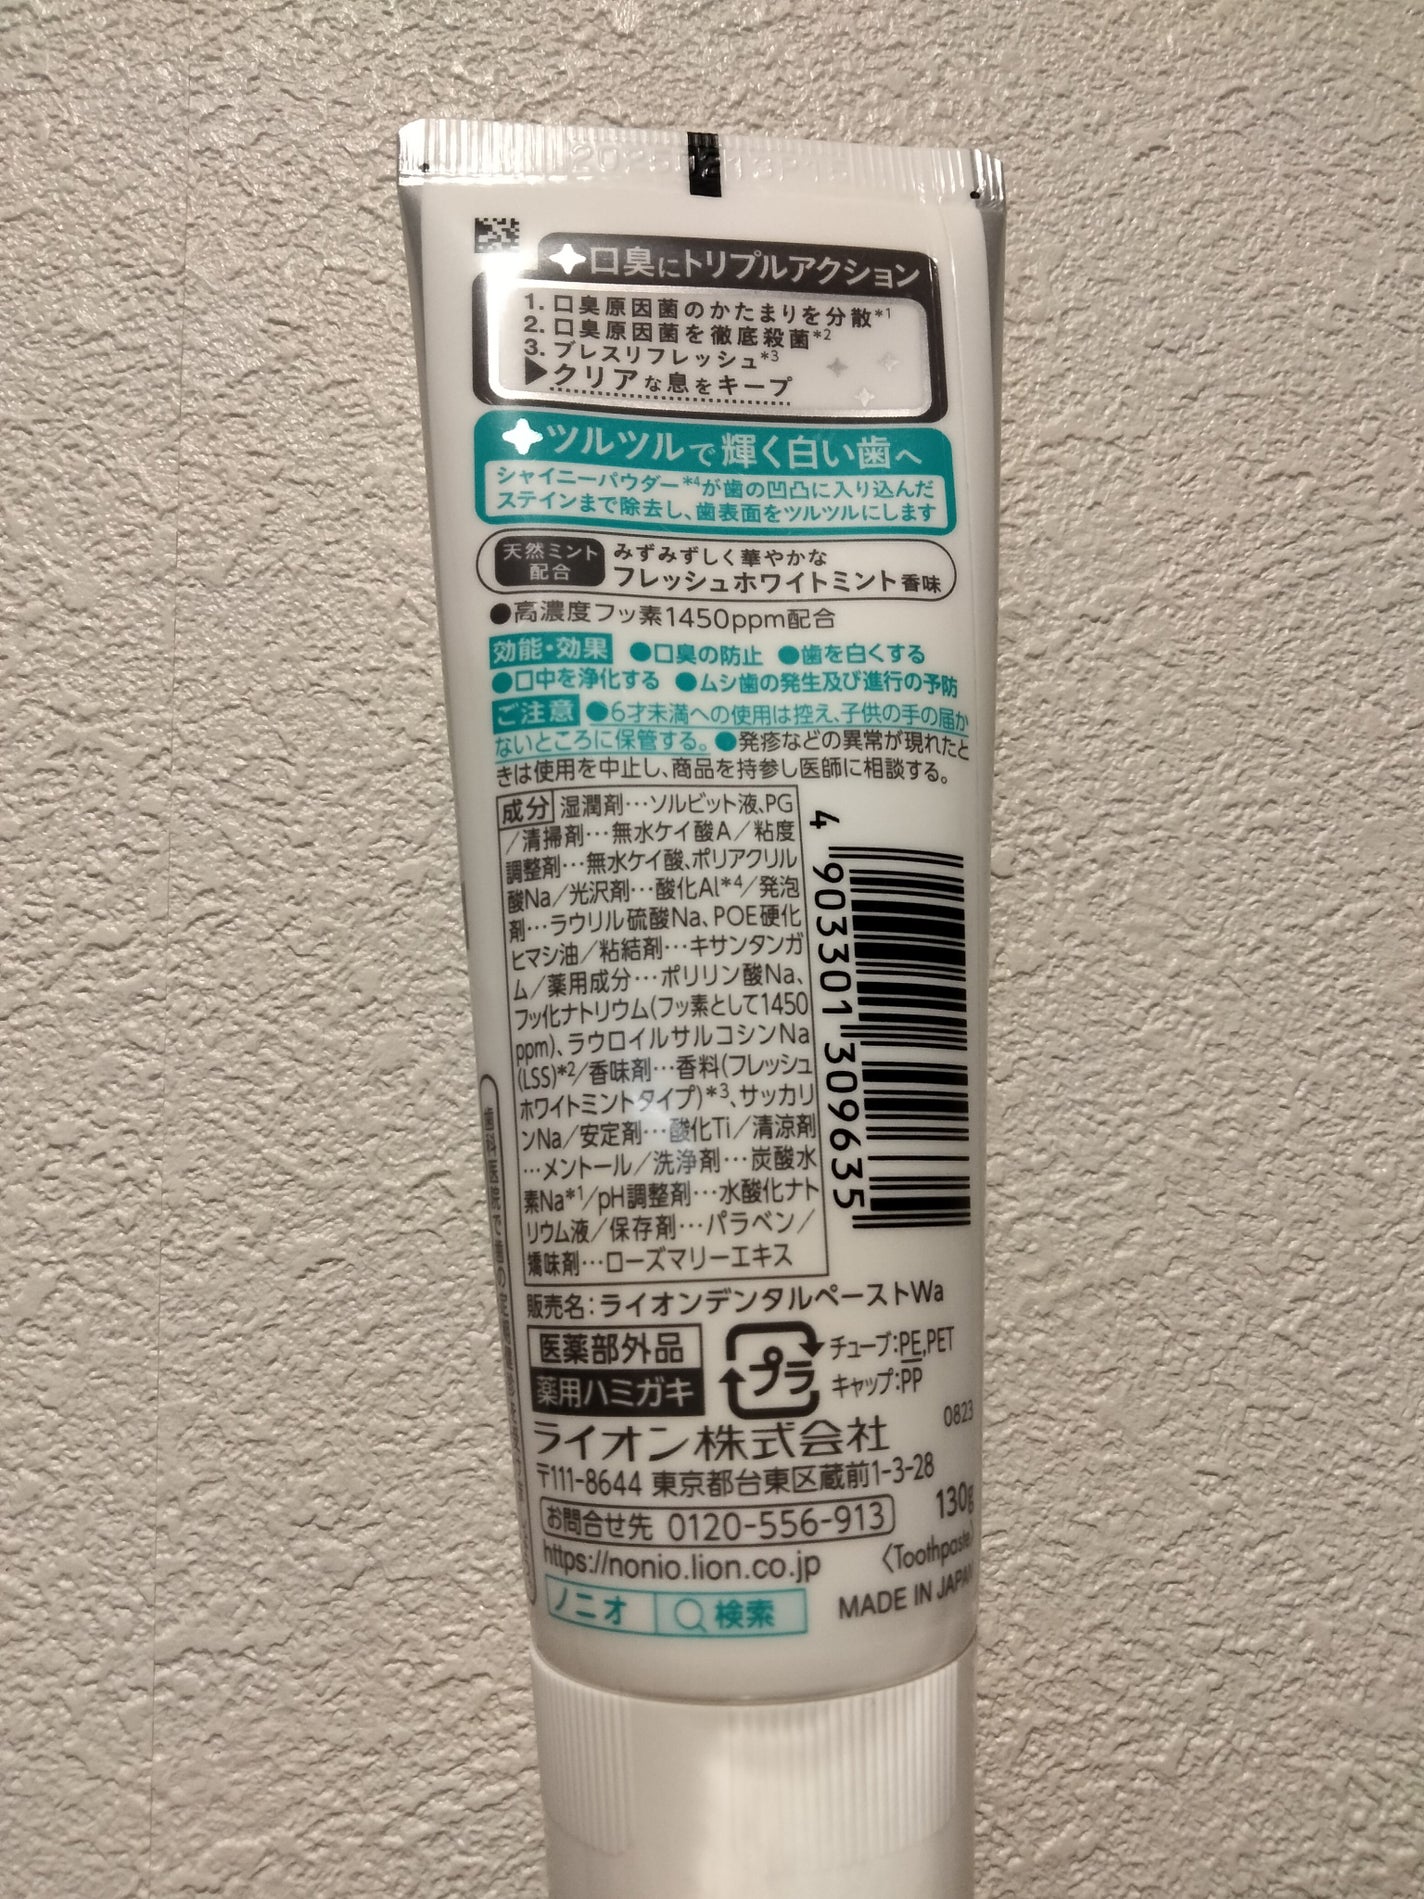 口臭にトリプルアクション
1. 口臭原因菌のかたまりを分散*1
2. 口臭原因菌を徹底殺菌*2
3. ブレスリフレッシュ*3
▶クリアな息をキープ
ツルツルで輝く白い歯へ
シャイニーパウダー*4が歯の凹凸に入り込んだ
ステインまで除去し、歯表面をツルツルにします
天然ミント
配合
みずみずしく華やかな
フレッシュホワイトミント香味
●高濃度フッ素1450ppm配合
効能・効果 ●口臭の防止 ●歯を白くする
●口中を浄化する ●ムシ歯の発生及び進行の予防
ご注意 ●6才未満への使用は控え、子供の手の届か
ないところに保管する。●発疹などの異常が現れたと
きは使用を中止し、商品を持参し医師に相談する。
成分 湿潤剤…ソルビット液、PG
/清掃剤…無水ケイ酸A/粘度
調整剤…無水ケイ酸、ポリアクリル
酸Na/光沢剤…酸化Al*4/発泡
剤…ラウリル硫酸Na、POE硬化
ヒマシ油/粘結剤…キサンタンガ
ム/薬用成分…ポリリン酸Na、
フッ化ナトリウム(フッ素として1450
ppm)、ラウロイルサルコシンNa
(LSS)*2/香味剤…香料(フレッシュ
ホワイトミントタイプ)*3、サッカリ
ンNa/安定剤…酸化Ti/清涼剤
…メントール/洗浄剤…炭酸水
素Na*1/pH調整剤…水酸化ナト
リウム液/保存剤…パラベン/
矯味剤…ローズマリーエキス
4 903301 309635
販売名：ライオンデンタルペーストWa
医薬部外品
薬用ハミガキ
プラ
チューブ:PE,PET
キャップ:PP
0823
ライオン株式会社
〒111-8644 東京都台東区蔵前1-3-28
130g
お問合せ先 0120-556-913
https://nonio.lion.co.jp
〈Toothpaste〉
MADE IN JAPAN
ノニオ 検索